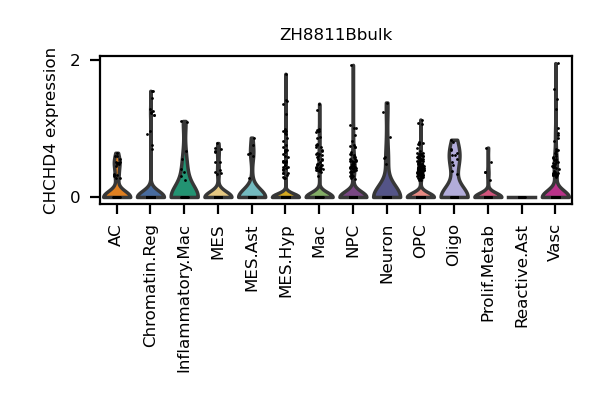 ZH8811Bbulk
CHCHD4 expression
2
0
AC
Chromatin.Reg
Inflammatory.Mac
MES
MES.Ast
MES.Hyp
Mac
NPC
Neuron
OPC
Oligo
Prolif.Metab
Reactive.Ast
Vasc